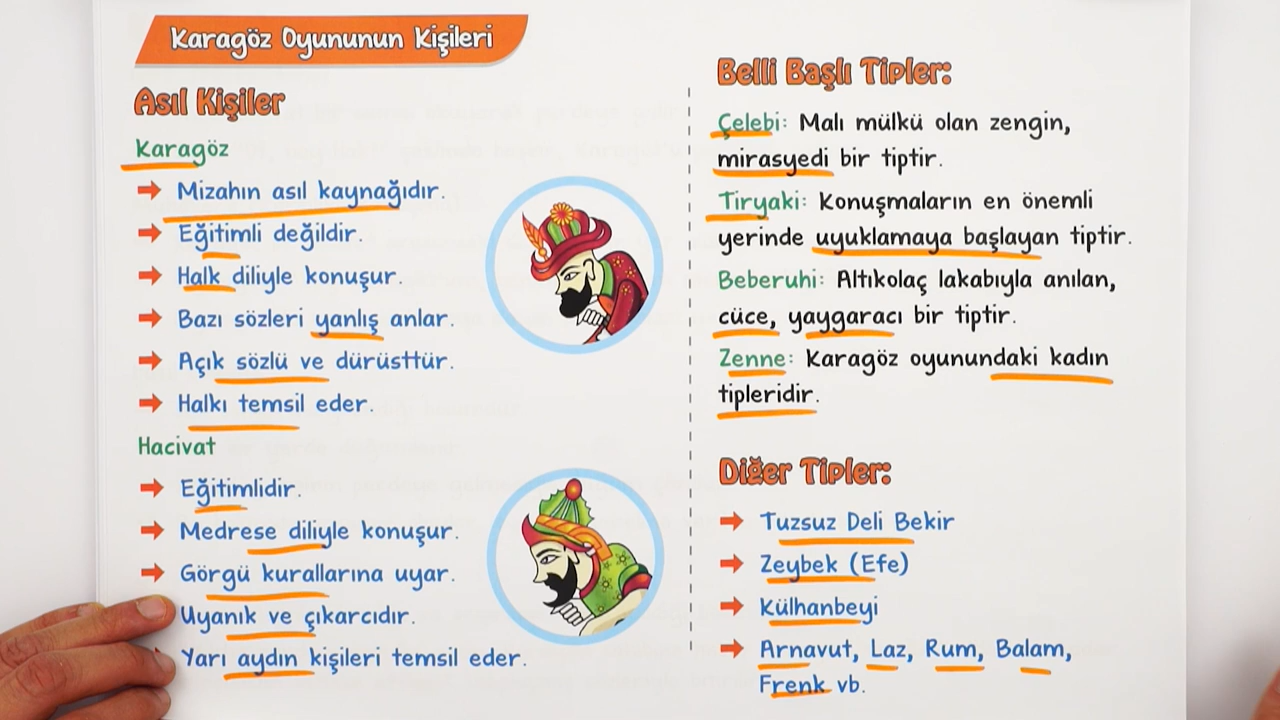 Karagöz Oyununun Kişileri
Asıl Kişiler
Karagöz
Mizahın asıl kaynağıdır.
Eğitimli değildir.
Halk diliyle konuşur.
Bazı sözleri yanlış anlar.
Açık sözlü ve dürüsttür.
Halkı temsil eder.
Hacivat
Eğitimlidir.
Medrese diliyle konuşur.
Görgü kurallarına uyar.
Uyanık ve çıkarcıdır.
Yarı aydın kişileri temsil eder.
Belli Başlı Tipler:
Çelebi: Malı mülkü olan zengin,
mirasyedi bir tiptir.
Tiryaki: Konuşmaların en önemli
yerinde uyuklamaya başlayan tiptir.
Beberuhi: Altıkolaç lakabıyla anılan,
cüce, yaygaracı bir tiptir.
Zenne: Karagöz oyunundaki kadın
tipleridir.
Diğer Tipler:
Tuzsuz Deli Bekir
Zeybek (Efe)
Külhanbeyi
Arnavut, Laz, Rum, Balam,
Frenk vb.